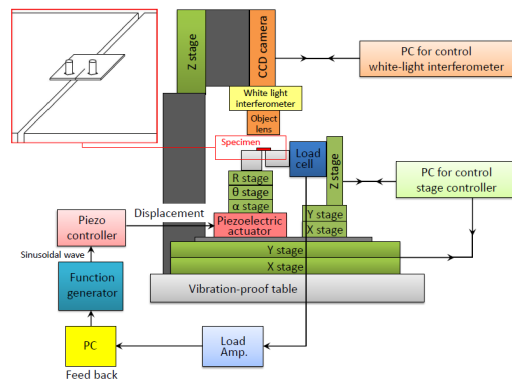 Z stage
CCD camera
PC for control
white-light interferometer
White light
interferometer
Object
lens
Specimen
Load
cell
Z stage
R stage
θ stage
α stage
PC for control
stage controller
Piezo
controller
Displacement
Piezoelectric
actuator
Y stage
X stage
Sinusoidal wave
Y stage
X stage
Function
generator
Vibration-proof table
PC
Load
Amp.
Feed back